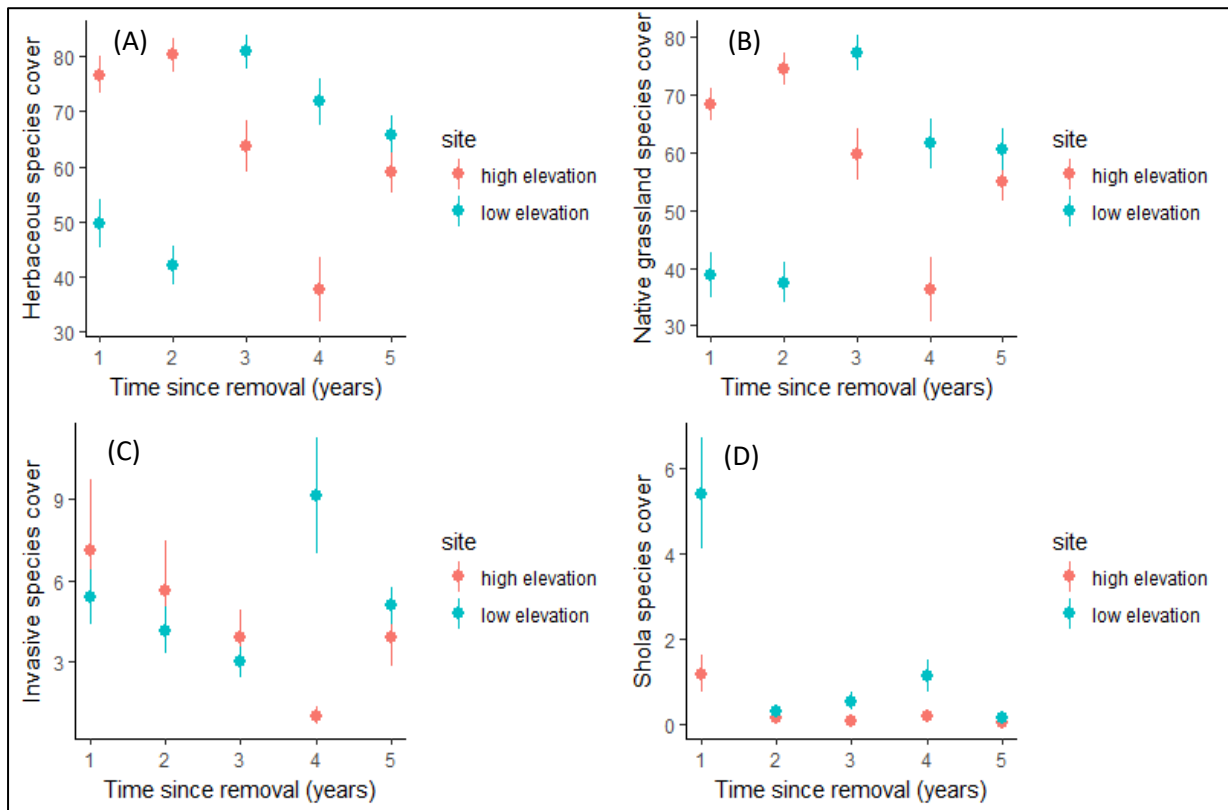 (A)
Herbaceous species cover
80
70
60
50
40
30
1 2 3 4 5
Time since removal (years)
site
high elevation
low elevation
(B)
Native grassland species cover
80
70
60
50
40
30
1 2 3 4 5
Time since removal (years)
site
high elevation
low elevation
(C)
Invasive species cover
9
6
3
1 2 3 4 5
Time since removal (years)
site
high elevation
low elevation
(D)
Shola species cover
6
4
2
0
1 2 3 4 5
Time since removal (years)
site
high elevation
low elevation